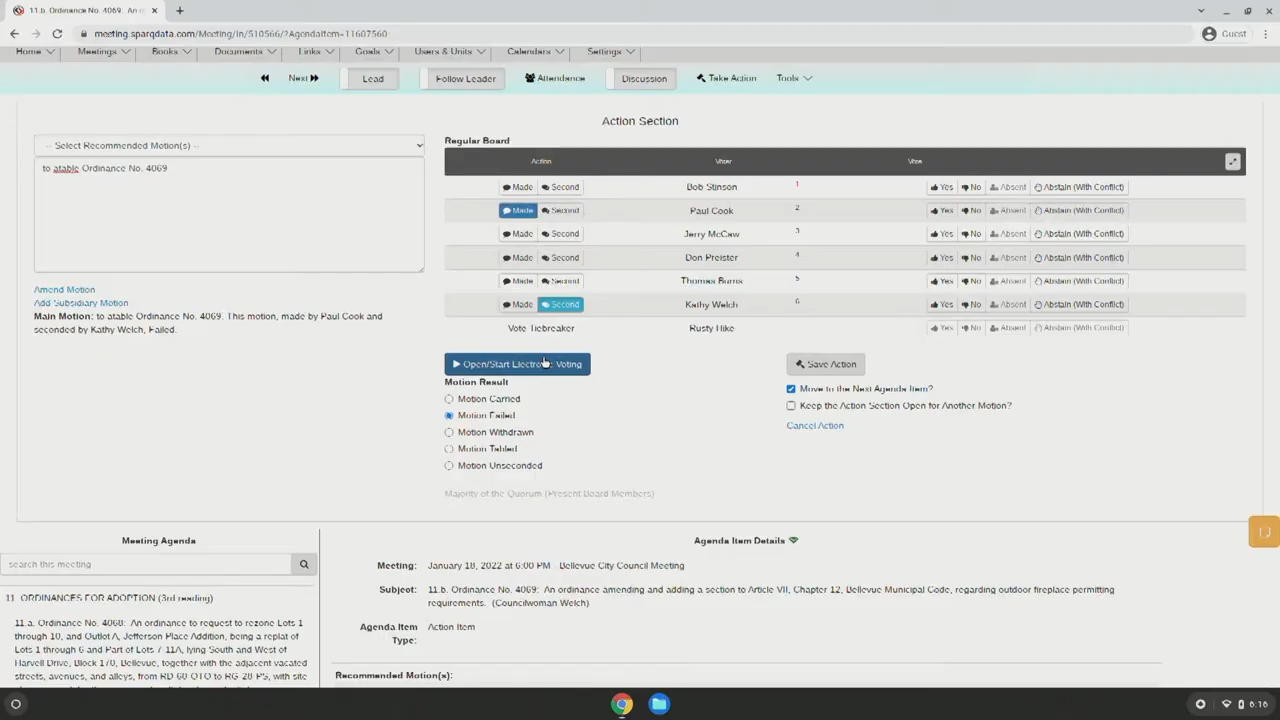 11.b. Ordinance No. 4069: An o
meeting.sparqdata.com/Meeting/in/510566/?AgendaItem=11607560
Guest
Home Meetings Books Documents Links Goals Users & Units Calendars Settings
Next Lead Follow Leader Attendance Discussion Take Action Tools
Action Section
-- Select Recommended Motion(s) --
to atable Ordinance No. 4069
Amend Motion
Add Subsidiary Motion
Main Motion: to atable Ordinance No. 4069. This motion, made by Paul Cook and
seconded by Kathy Welch, Failed.
Regular Board
Action Voter Vote
Made Second Bob Stinson 1 Yes No Absent Abstain (With Conflict)
Made Second Paul Cook 2 Yes No Absent Abstain (With Conflict)
Made Second Jerry McCaw 3 Yes No Absent Abstain (With Conflict)
Made Second Don Preister 4 Yes No Absent Abstain (With Conflict)
Made Second Thomas Burns 5 Yes No Absent Abstain (With Conflict)
Made Second Kathy Welch 6 Yes No Absent Abstain (With Conflict)
Vote Tiebreaker Rusty Hike Yes No Absent Abstain (With Conflict)
Open/Start Electronic Voting
Motion Result
Motion Carried
Motion Failed
Motion Withdrawn
Motion Tabled
Motion Unseconded
Majority of the Quorum (Present Board Members)
Save Action
Move to the Next Agenda Item?
Keep the Action Section Open for Another Motion?
Cancel Action
Meeting Agenda
search this meeting
11. ORDINANCES FOR ADOPTION (3rd reading)
11.a. Ordinance No. 4068: An ordinance to request to rezone Lots 1
through 10, and Outlot A, Jefferson Place Addition, being a replat of
Lots 1 through 6 and Part of Lots 7-11A, lying South and West of
Harvell Drive, Block 170, Bellevue, together with the adjacent vacated
streets, avenues, and alleys, from RD-60-OTO to RG-28-PS, with site
Agenda Item Details
Meeting: January 18, 2022 at 6:00 PM - Bellevue City Council Meeting
Subject: 11.b. Ordinance No. 4069: An ordinance amending and adding a section to Article VII, Chapter 12, Bellevue Municipal Code, regarding outdoor fireplace permitting
requirements. (Councilwoman Welch)
Agenda Item
Type: Action Item
Recommended Motion(s):
6:16